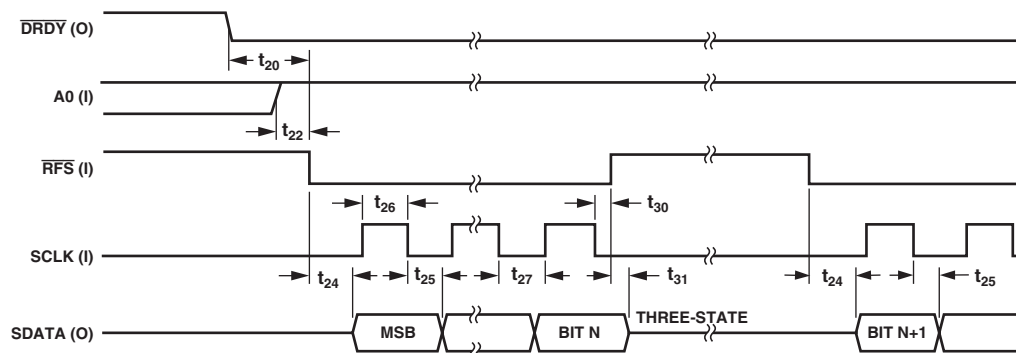 DRDY (O)
t20
A0 (I)
t22
RFS (I)
t26
t30
SCLK (I)
t24
t25
t27
t31
t24
t25
THREE-STATE
SDATA (O)
MSB
BIT N
BIT N+1